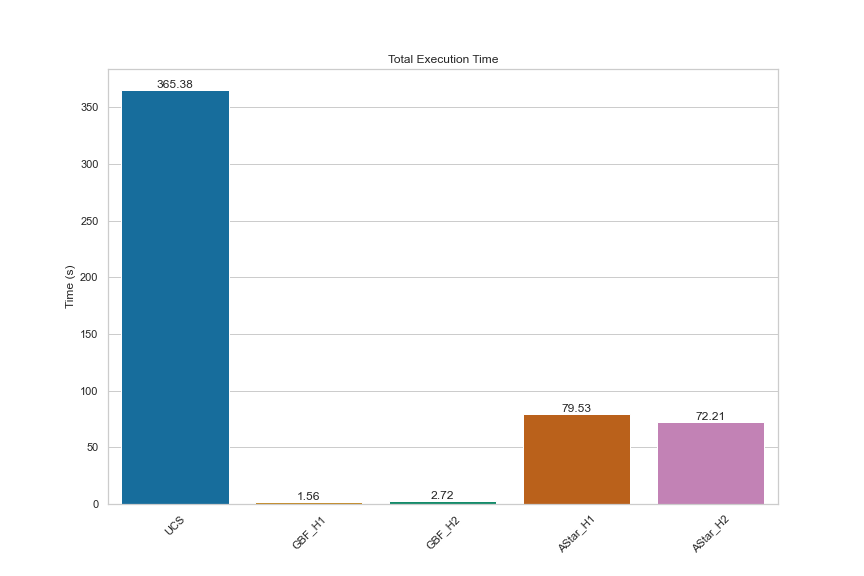 Total Execution Time
365.38
350
300
250
200
150
100
50
0
Time (s)
1.56
2.72
79.53
72.21
UCS
GBF_H1
GBF_H2
AStar_H1
AStar_H2